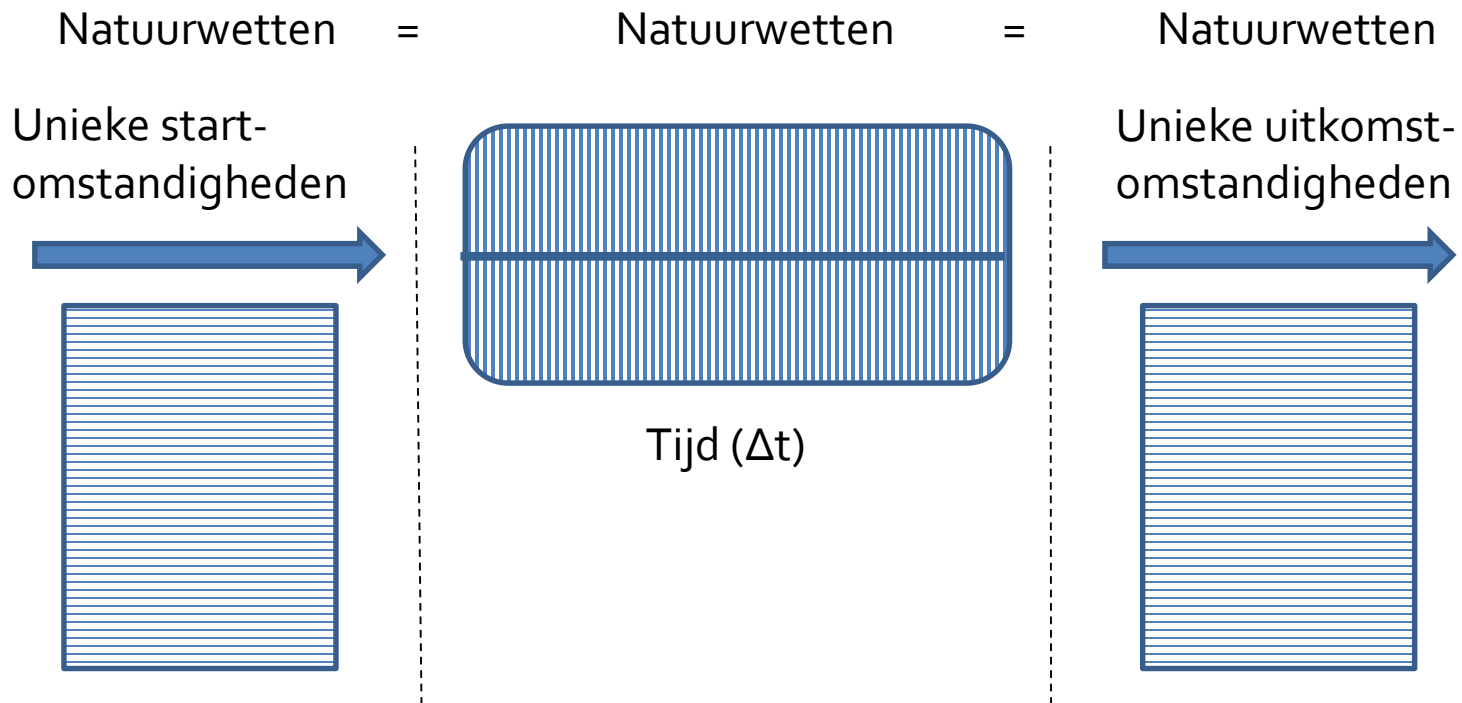 Natuurwetten = Natuurwetten = Natuurwetten
Unieke start-
omstandigheden
Unieke uitkomst-
omstandigheden
Tijd (Δt)